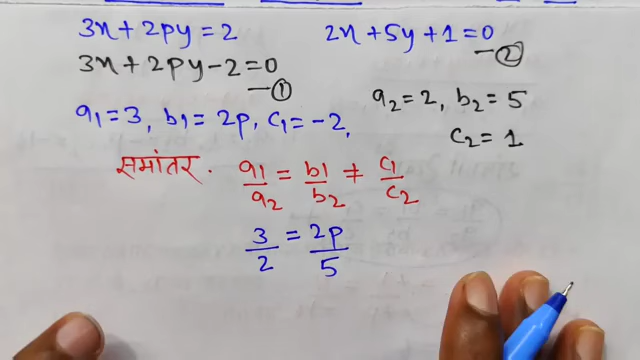 3x + 2py = 2
2x + 5y + 1 = 0 —②
3x + 2py - 2 = 0 —①
a₁ = 3, b₁ = 2p, c₁ = -2,
a₂ = 2, b₂ = 5
c₂ = 1
समांतर. a₁/a₂ = b₁/b₂ ≠ c₁/c₂
3/2 = 2p/5